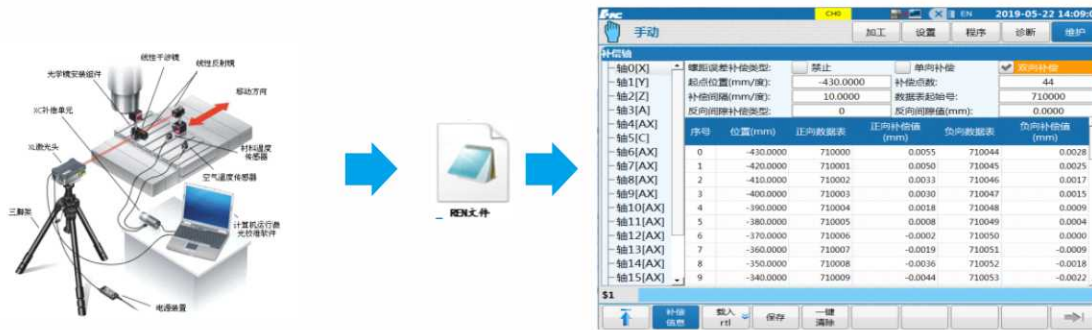 线性干涉镜
线性反射镜
光学镜安装组件
移动方向
XC补偿单元
XL激光头
材料温度
传感器
空气温度传感器
三脚架
计算机运行激
光校准软件
电源装置
REN文件
CH0
EN
2019-05-22 14:09:0
手动
加工
设置
程序
诊断
维护
补偿轴
轴0[X]
轴1[Y]
轴2[Z]
轴3[A]
轴4[AX]
轴5[C]
轴6[AX]
轴7[AX]
轴8[AX]
轴9[AX]
轴10[AX]
轴11[AX]
轴12[AX]
轴13[AX]
轴14[AX]
轴15[AX]
螺距误差补偿类型: 禁止 单向补偿 双向补偿
起点位置(mm/度): -430.0000 补偿点数: 44
补偿间隔(mm/度): 10.0000 数据表起始号: 710000
反向间隙补偿类型: 0 反向间隙值(mm): 0.0000
序号 位置(mm) 正向数据表 正向补偿值(mm) 负向数据表 负向补偿值(mm)
0 -430.0000 710000 0.0055 710044 0.0028
1 -420.0000 710001 0.0050 710045 0.0025
2 -410.0000 710002 0.0033 710046 0.0017
3 -400.0000 710003 0.0030 710047 0.0015
4 -390.0000 710004 0.0018 710048 0.0009
5 -380.0000 710005 0.0008 710049 0.0004
6 -370.0000 710006 -0.0002 710050 0.0000
7 -360.0000 710007 -0.0019 710051 -0.0009
8 -350.0000 710008 -0.0036 710052 -0.0018
9 -340.0000 710009 -0.0044 710053 -0.0022
$1
补偿
信息
载入
rtl
保存
一键
清除